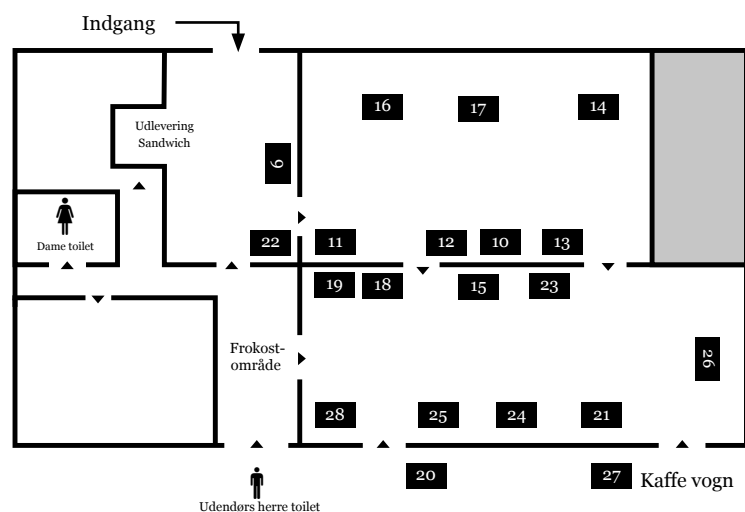 Indgang
16
17
14
Udlevering
Sandwich
9
Dame toilet
22
11
12
10
13
19
18
15
23
Frokost-
område
26
28
25
24
21
20
27
Kaffe vogn
Udendørs herre toilet